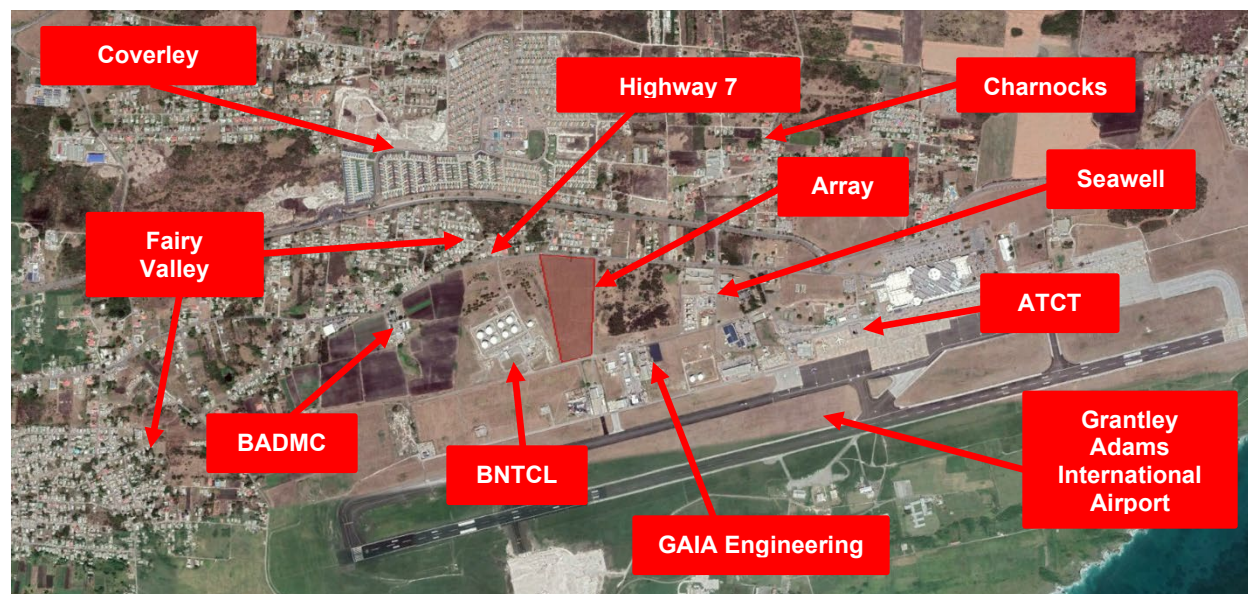 Coverley
Highway 7
Charnocks
Array
Seawell
Fairy
Valley
ATCT
BADMC
BNTCL
Grantley
Adams
International
Airport
GAIA Engineering